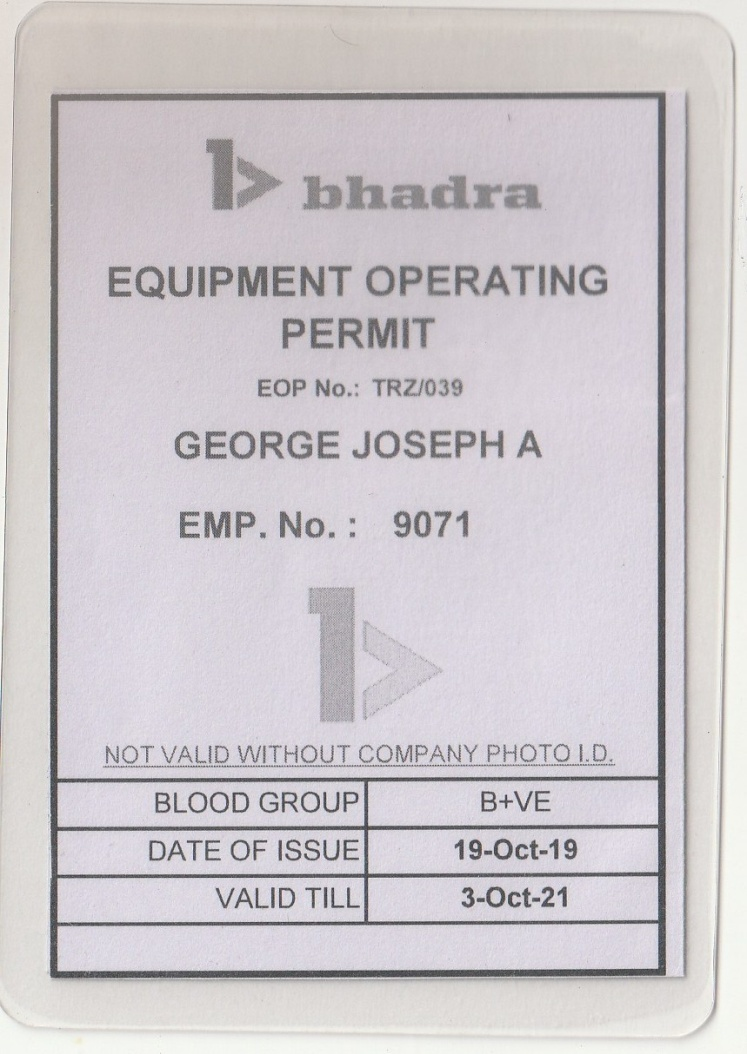 bhadra
EQUIPMENT OPERATING
PERMIT
EOP No.: TRZ/039
GEORGE JOSEPH A
EMP. No. : 9071
NOT VALID WITHOUT COMPANY PHOTO I.D.
BLOOD GROUP B+VE
DATE OF ISSUE 19-Oct-19
VALID TILL 3-Oct-21